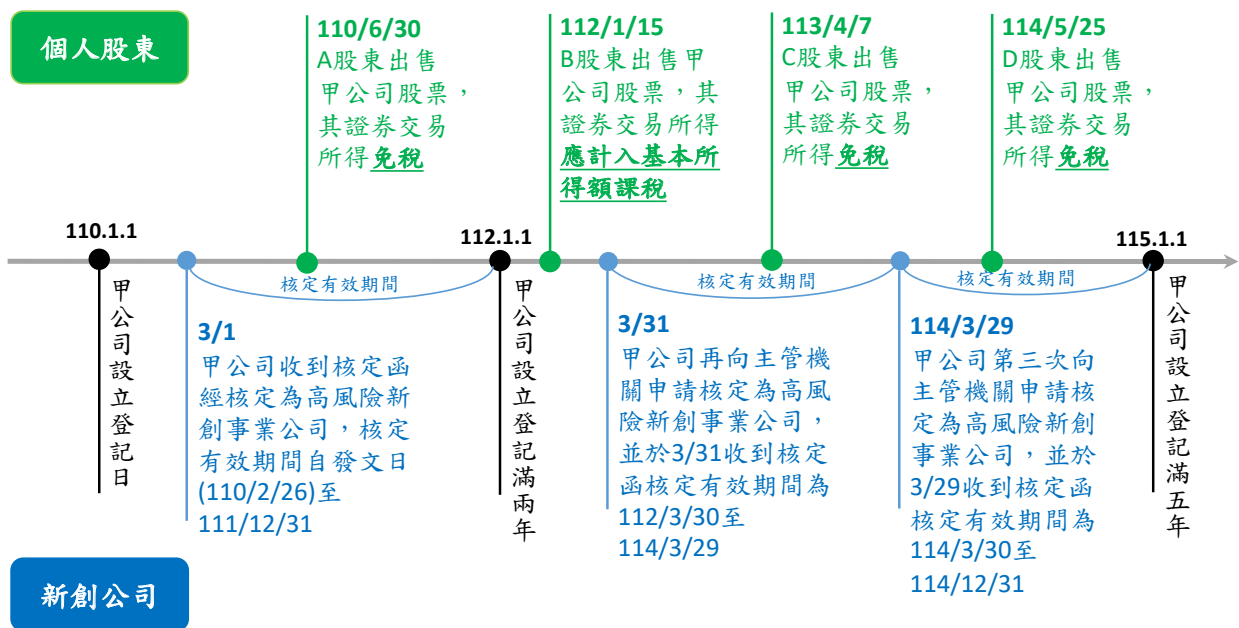 個人股東
110/6/30
A股東出售
甲公司股票，
其證券交易
所得免稅
112/1/15
B股東出售甲
公司股票，其
證券交易所得
應計入基本所
得額課稅
113/4/7
C股東出售
甲公司股票，
其證券交易
所得免稅
114/5/25
D股東出售
甲公司股票，
其證券交易
所得免稅
110.1.1
112.1.1
115.1.1
核定有效期間
核定有效期間
核定有效期間
甲公司設立登記日
3/1
甲公司收到核定函
經核定為高風險新
創事業公司，核定
有效期間自發文日
(110/2/26)至
111/12/31
甲公司設立登記滿兩年
3/31
甲公司再向主管機
關申請核定為高風
險新創事業公司，
並於3/31收到核定
函核定有效期間為
112/3/30至
114/3/29
114/3/29
甲公司第三次向
主管機關申請核
定為高風險新創
事業公司，並於
3/29收到核定函
核定有效期間為
114/3/30至
114/12/31
甲公司設立登記滿五年
新創公司